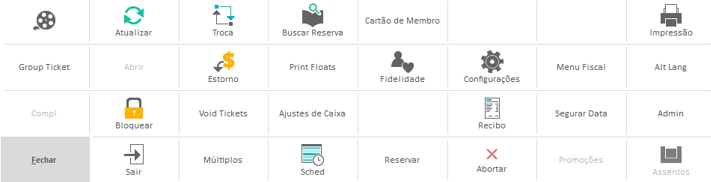 Atualizar
Troca
Buscar Reserva
Cartão de Membro
Impressão
Group Ticket
Abrir
Estorno
Print Floats
Fidelidade
Configurações
Menu Fiscal
Alt Lang
Compl
Bloquear
Void Tickets
Ajustes de Caixa
Recibo
Segurar Data
Admin
Fechar
Sair
Múltiplos
Sched
Reservar
Abortar
Promoções
Assentos